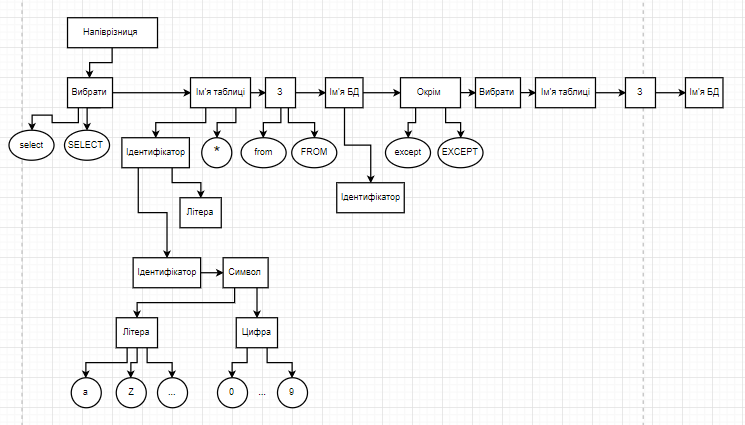 Напіврізниця
Вибрати
Ім'я таблиці
З
Ім'я БД
Окрім
Вибрати
Ім'я таблиці
З
Ім'я БД
select
SELECT
Ідентифікатор
*
from
FROM
except
EXCEPT
Літера
Ідентифікатор
Ідентифікатор
Символ
Літера
Цифра
a
Z
...
0
...
9